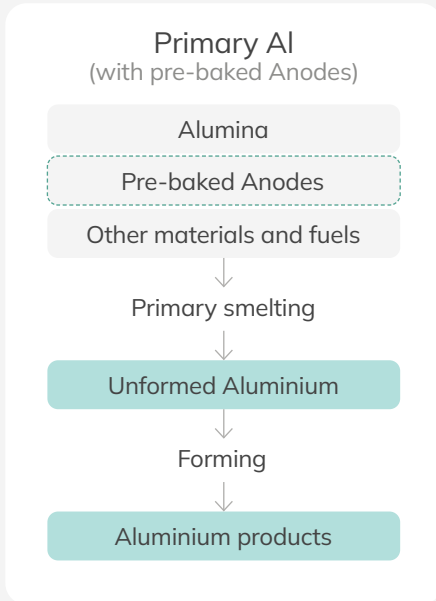 Primary Al
(with pre-baked Anodes)
Alumina
Pre-baked Anodes
Other materials and fuels
Primary smelting
Unformed Aluminium
Forming
Aluminium products